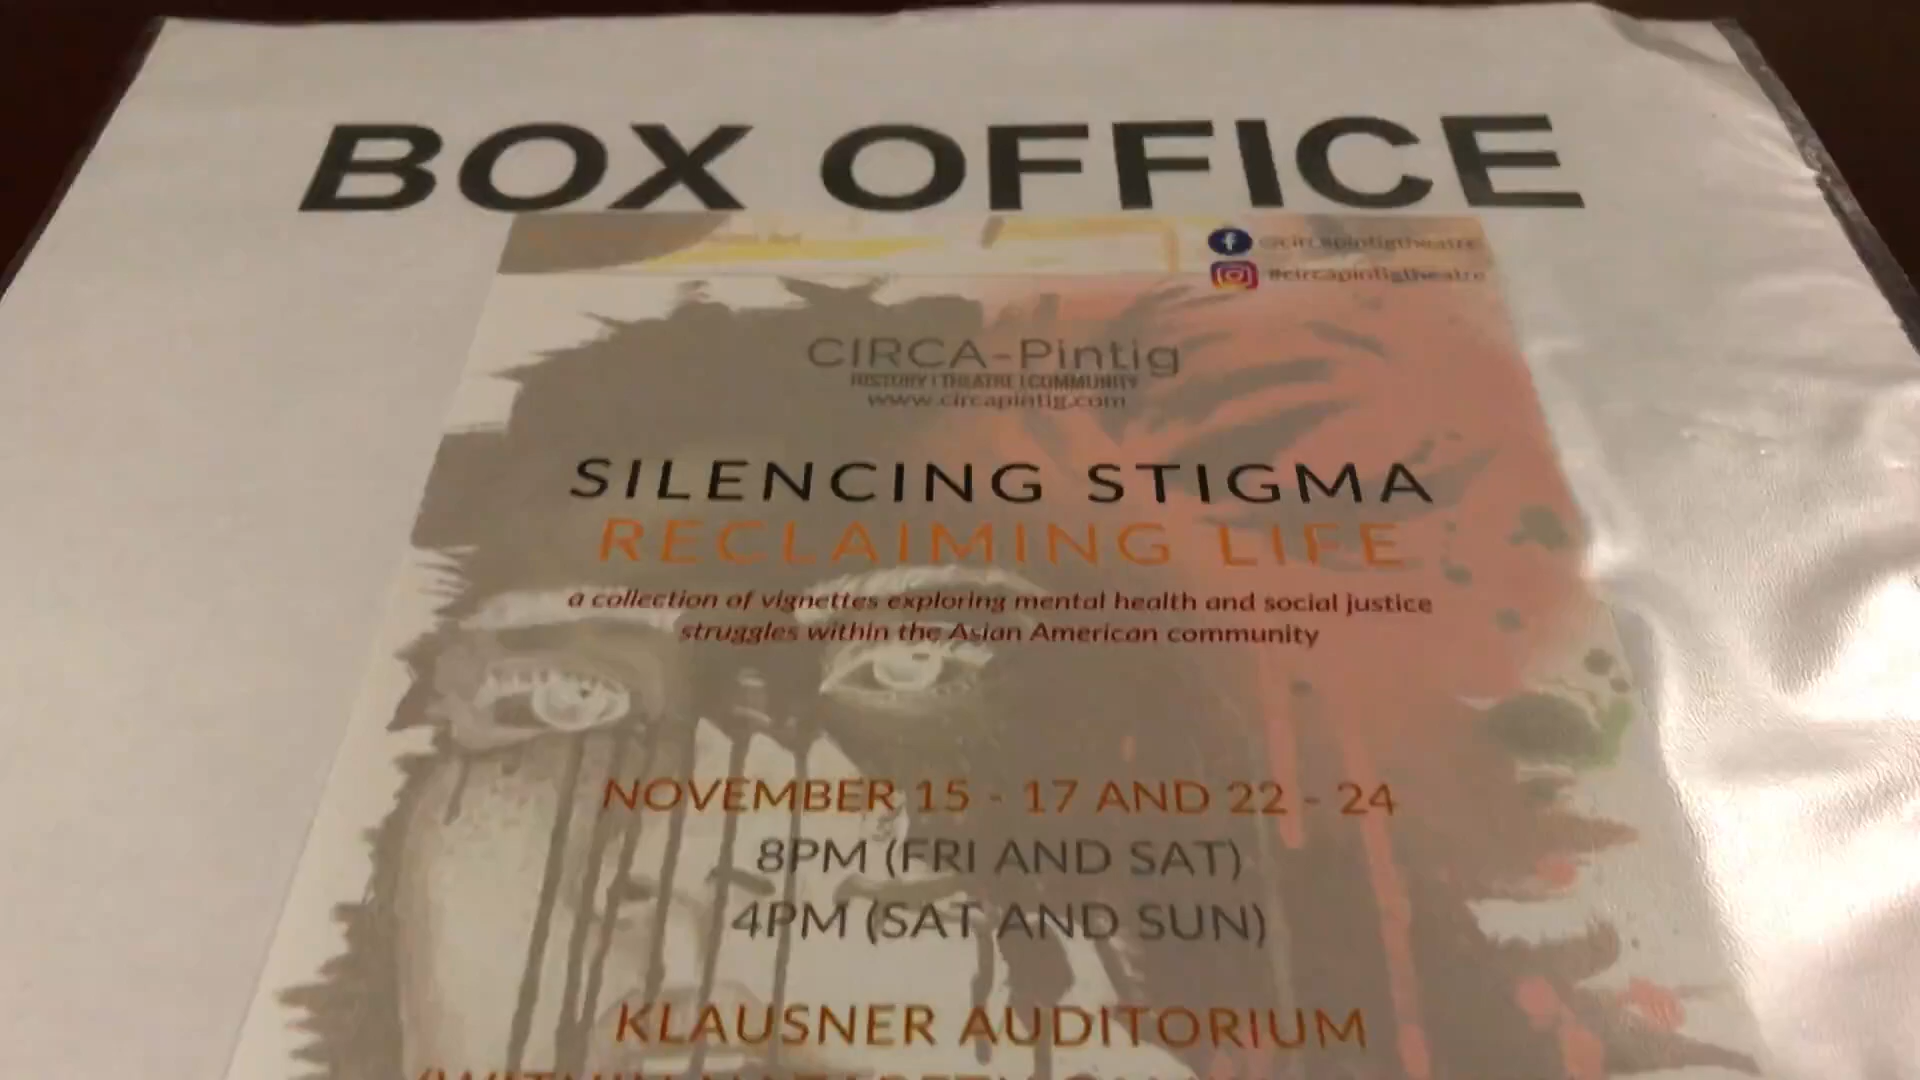 BOX OFFICE
@circapintigtheatre
#circapintigtheatre
CIRCA-Pintig
HISTORY | THEATRE | COMMUNITY
www.circapintig.com
SILENCING STIGMA
RECLAIMING LIFE
a collection of vignettes exploring mental health and social justice
struggles within the Asian American community
NOVEMBER 15 - 17 AND 22 - 24
8PM (FRI AND SAT)
4PM (SAT AND SUN)
KLAUSNER AUDITORIUM